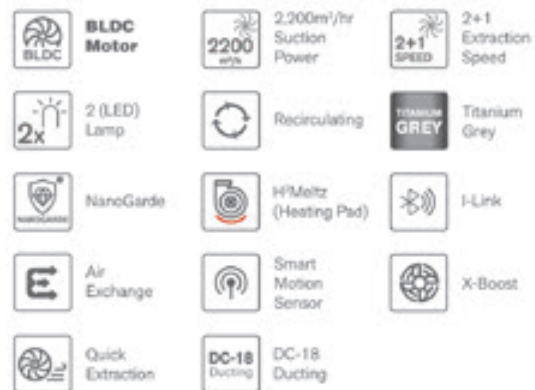 BLDC
BLDC
Motor
2200
m³/h
2,200m³/hr
Suction
Power
2+1
SPEED
2+1
Extraction
Speed
2x
2 (LED)
Lamp
Recirculating
TITANIUM
GREY
Titanium
Grey
NANOGARDE
NanoGarde
H²Meltz
(Heating Pad)
I-Link
Air
Exchange
Smart
Motion
Sensor
X-Boost
Quick
Extraction
DC-18
Ducting
DC-18
Ducting